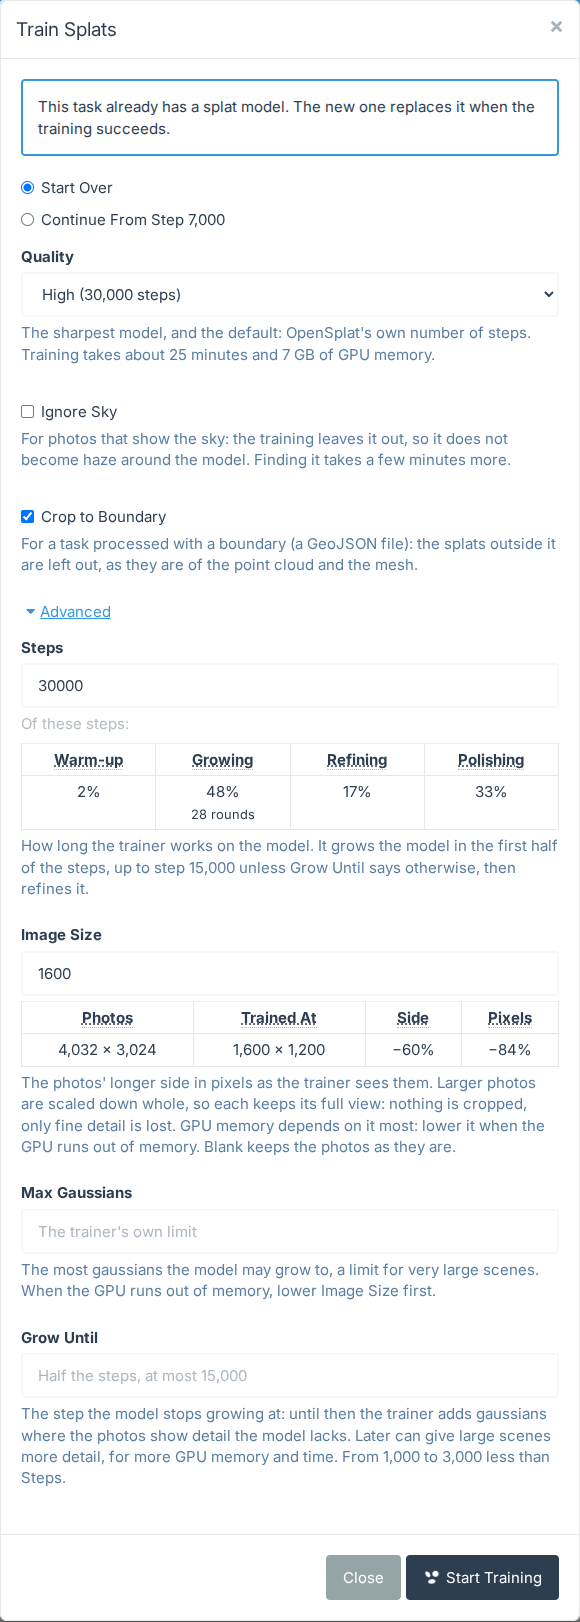 Train Splats
×
This task already has a splat model. The new one replaces it when the
training succeeds.
Start Over
Continue From Step 7,000
Quality
High (30,000 steps)
The sharpest model, and the default: OpenSplat's own number of steps.
Training takes about 25 minutes and 7 GB of GPU memory.
Ignore Sky
For photos that show the sky: the training leaves it out, so it does not
become haze around the model. Finding it takes a few minutes more.
Crop to Boundary
For a task processed with a boundary (a GeoJSON file): the splats outside it
are left out, as they are of the point cloud and the mesh.
Advanced
Steps
30000
Of these steps:
Warm-up Growing Refining Polishing
2% 48% 17% 33%
28 rounds
How long the trainer works on the model. It grows the model in the first half
of the steps, up to step 15,000 unless Grow Until says otherwise, then
refines it.
Image Size
1600
Photos Trained At Side Pixels
4,032 × 3,024 1,600 × 1,200 −60% −84%
The photos' longer side in pixels as the trainer sees them. Larger photos
are scaled down whole, so each keeps its full view: nothing is cropped,
only fine detail is lost. GPU memory depends on it most: lower it when the
GPU runs out of memory. Blank keeps the photos as they are.
Max Gaussians
The trainer's own limit
The most gaussians the model may grow to, a limit for very large scenes.
When the GPU runs out of memory, lower Image Size first.
Grow Until
Half the steps, at most 15,000
The step the model stops growing at: until then the trainer adds gaussians
where the photos show detail the model lacks. Later can give large scenes
more detail, for more GPU memory and time. From 1,000 to 3,000 less than
Steps.
Close Start Training